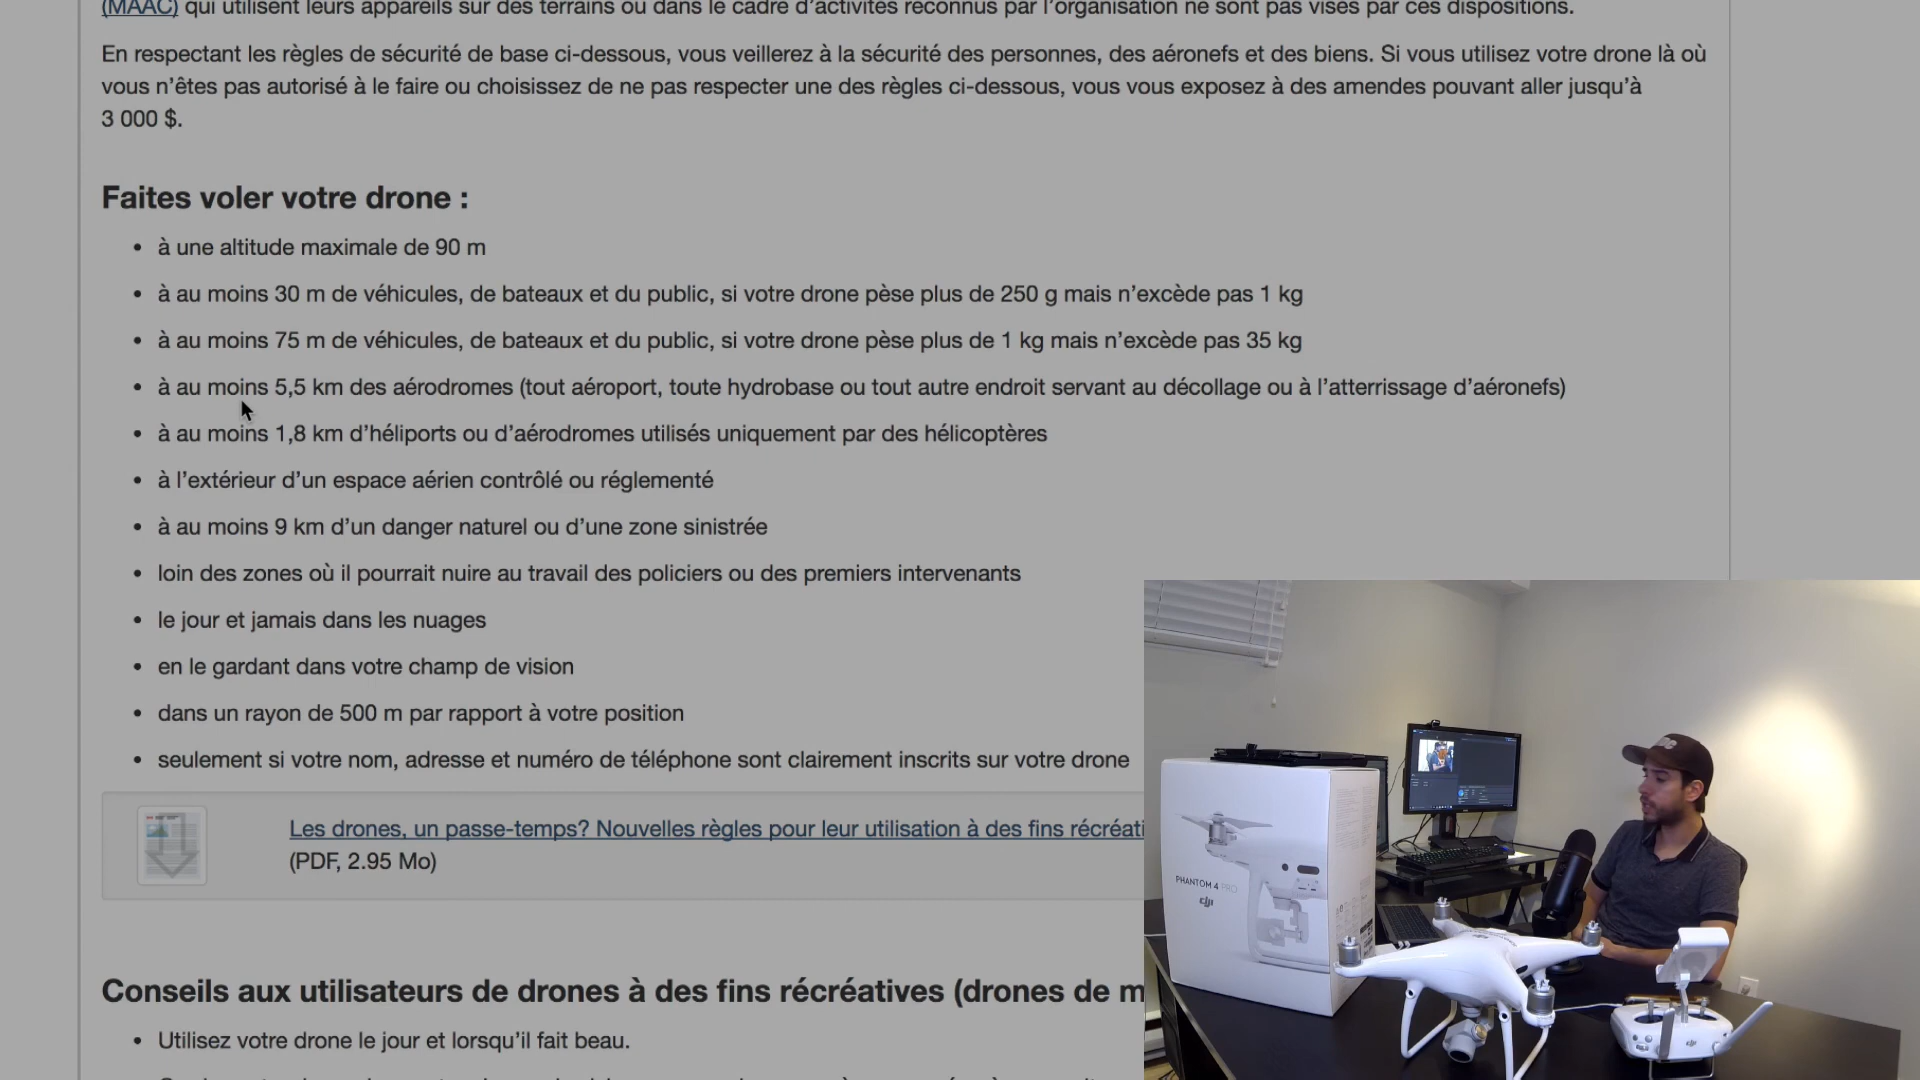 (MAAC) qui utilisent leurs appareils sur des terrains ou dans le cadre d'activités reconnus par l'organisation ne sont pas visés par ces dispositions.
En respectant les règles de sécurité de base ci-dessous, vous veillerez à la sécurité des personnes, des aéronefs et des biens. Si vous utilisez votre drone là où
vous n'êtes pas autorisé à le faire ou choisissez de ne pas respecter une des règles ci-dessous, vous vous exposez à des amendes pouvant aller jusqu'à
3 000 $.
Faites voler votre drone :
• à une altitude maximale de 90 m
• à au moins 30 m de véhicules, de bateaux et du public, si votre drone pèse plus de 250 g mais n'excède pas 1 kg
• à au moins 75 m de véhicules, de bateaux et du public, si votre drone pèse plus de 1 kg mais n'excède pas 35 kg
• à au moins 5,5 km des aérodromes (tout aéroport, toute hydrobase ou tout autre endroit servant au décollage ou à l'atterrissage d'aéronefs)
• à au moins 1,8 km d'héliports ou d'aérodromes utilisés uniquement par des hélicoptères
• à l'extérieur d'un espace aérien contrôlé ou réglementé
• à au moins 9 km d'un danger naturel ou d'une zone sinistrée
• loin des zones où il pourrait nuire au travail des policiers ou des premiers intervenants
• le jour et jamais dans les nuages
• en le gardant dans votre champ de vision
• dans un rayon de 500 m par rapport à votre position
• seulement si votre nom, adresse et numéro de téléphone sont clairement inscrits sur votre drone
Les drones, un passe-temps? Nouvelles règles pour leur utilisation à des fins récréati
(PDF, 2.95 Mo)
Conseils aux utilisateurs de drones à des fins récréatives (drones de m
• Utilisez votre drone le jour et lorsqu'il fait beau.
PHANTOM 4 PRO
dji